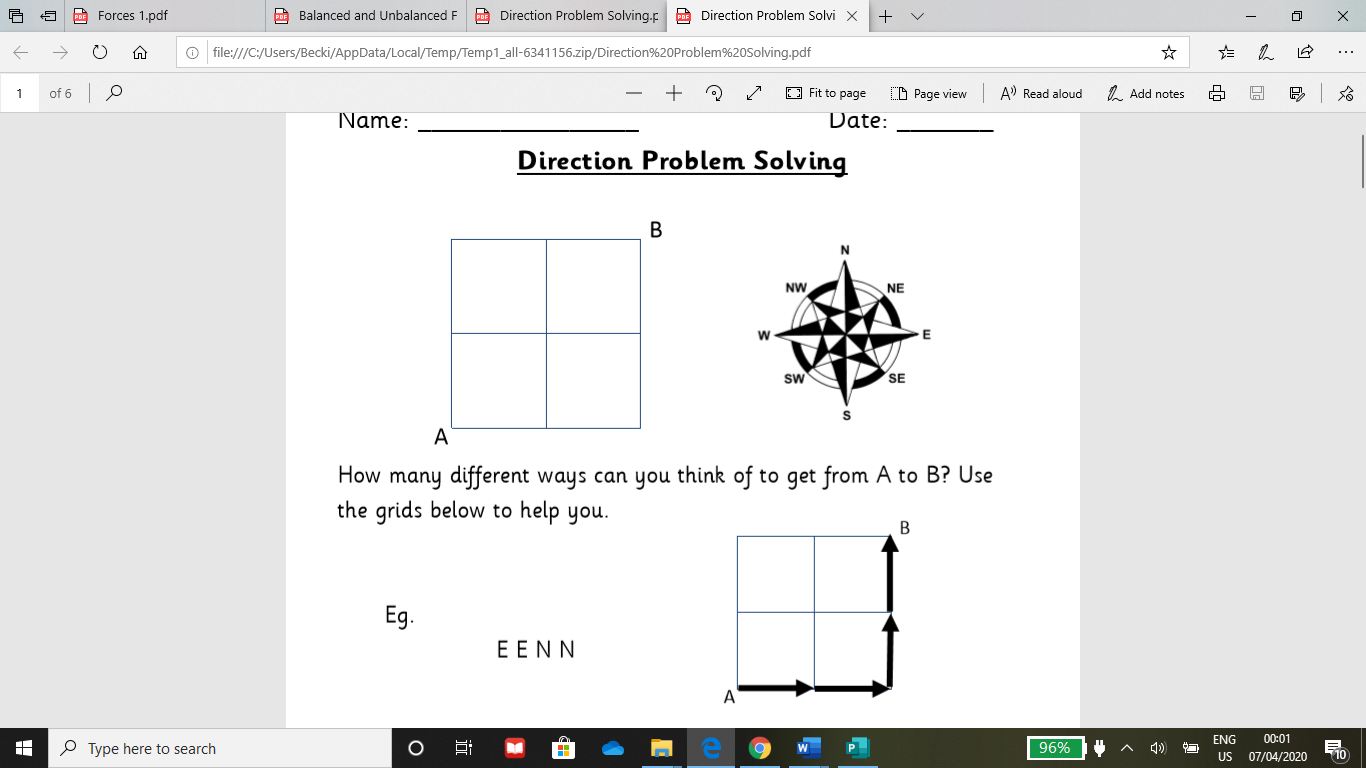 Forces 1.pdf
Balanced and Unbalanced F
Direction Problem Solving.p
Direction Problem Solvi
file:///C:/Users/Becki/AppData/Local/Temp/Temp1_all-6341156.zip/Direction%20Problem%20Solving.pdf
1 of 6 Fit to page Page view Read aloud Add notes
Name: _________________ Date: _______
Direction Problem Solving
B
N
NW NE
W E
SW SE
S
A
How many different ways can you think of to get from A to B? Use
the grids below to help you.
B
Eg.
E E N N
A
Type here to search
96%
ENG
US
00:01
07/04/2020
10